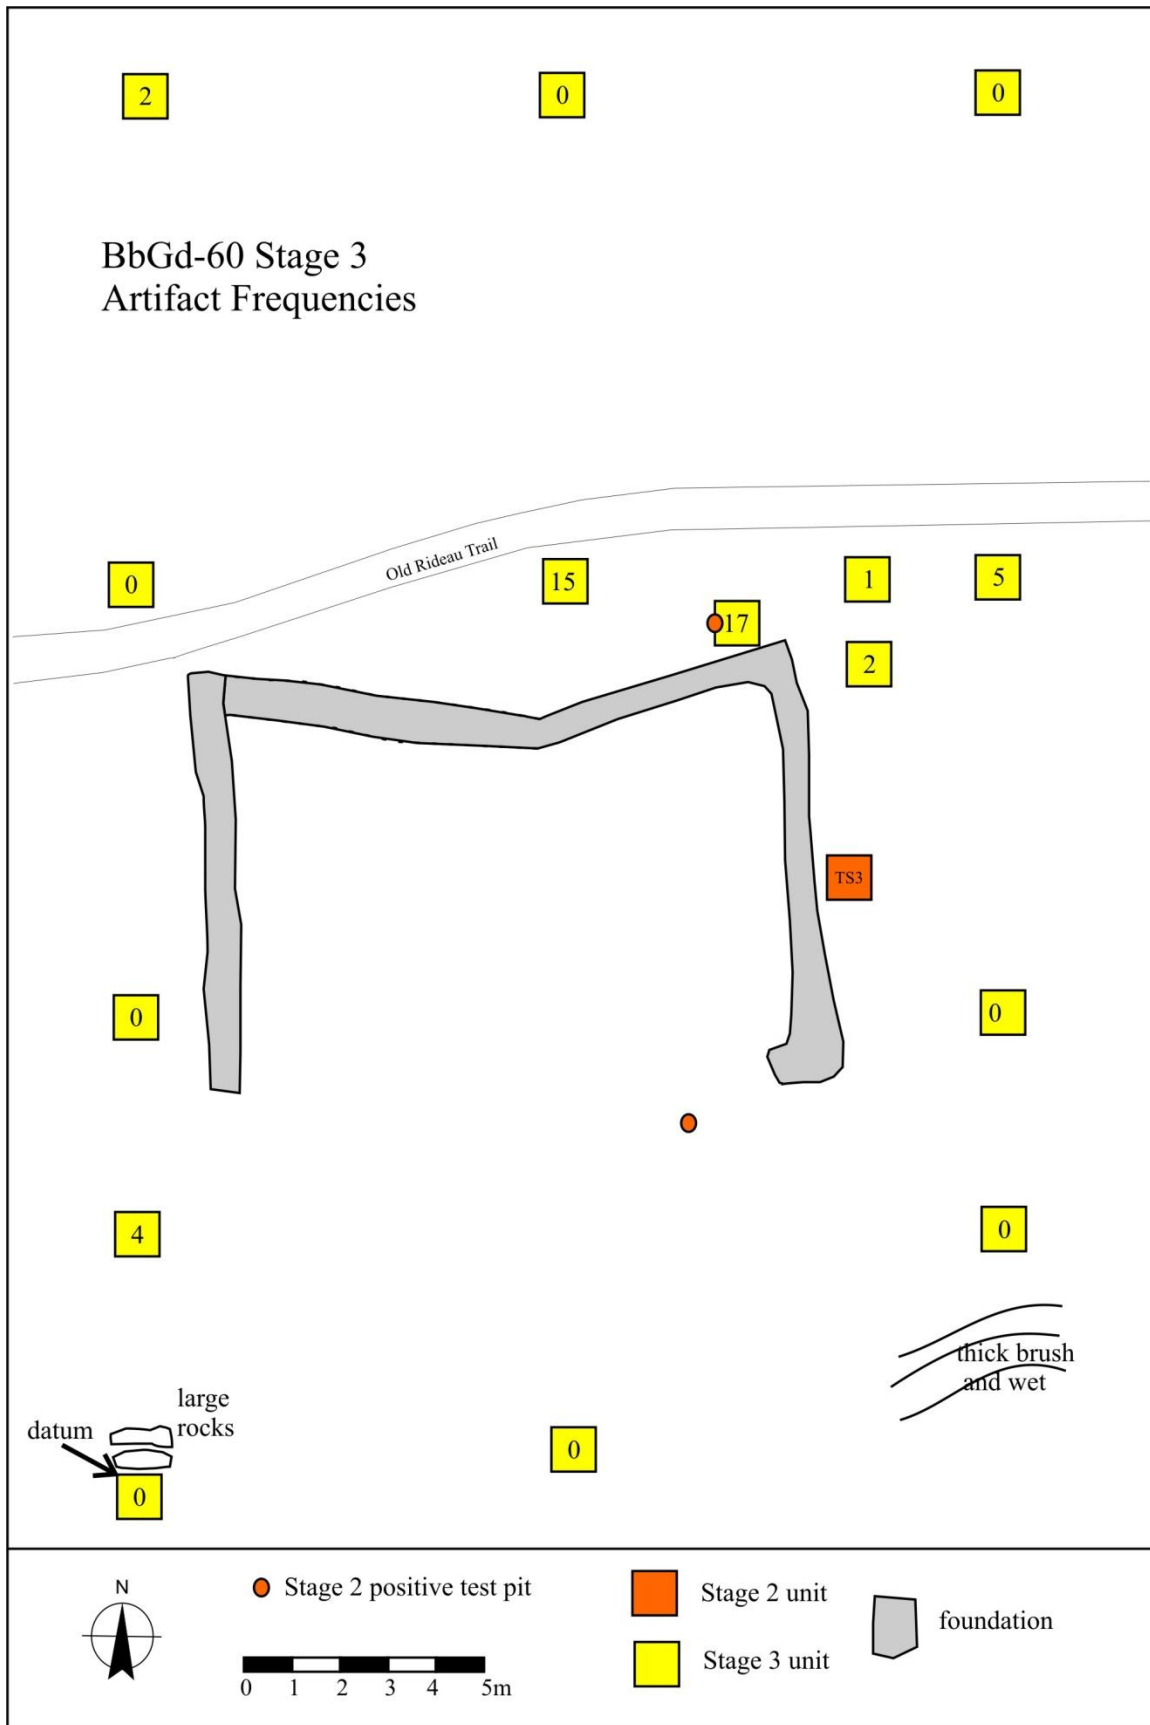 2
0
0
BbGd-60 Stage 3
Artifact Frequencies
Old Rideau Trail
0
15
17
1
5
2
TS3
0
0
4
0
thick brush
and wet
large
rocks
datum
0
0
N
Stage 2 positive test pit
0 1 2 3 4 5m
Stage 2 unit
Stage 3 unit
foundation